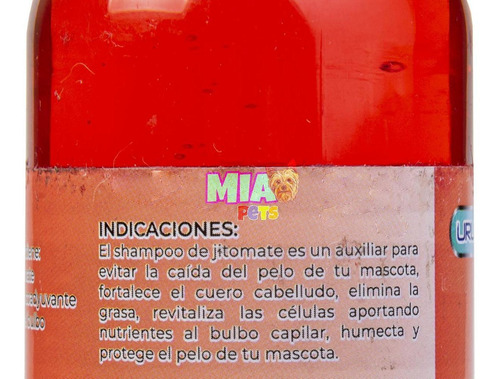 MIA
PETS
INDICACIONES:
El shampoo de jitomate es un auxiliar para
evitar la caída del pelo de tu mascota,
fortalece el cuero cabelludo, elimina la
grasa, revitaliza las células aportando
nutrientes al bulbo capilar, humecta y
protege el pelo de tu mascota.